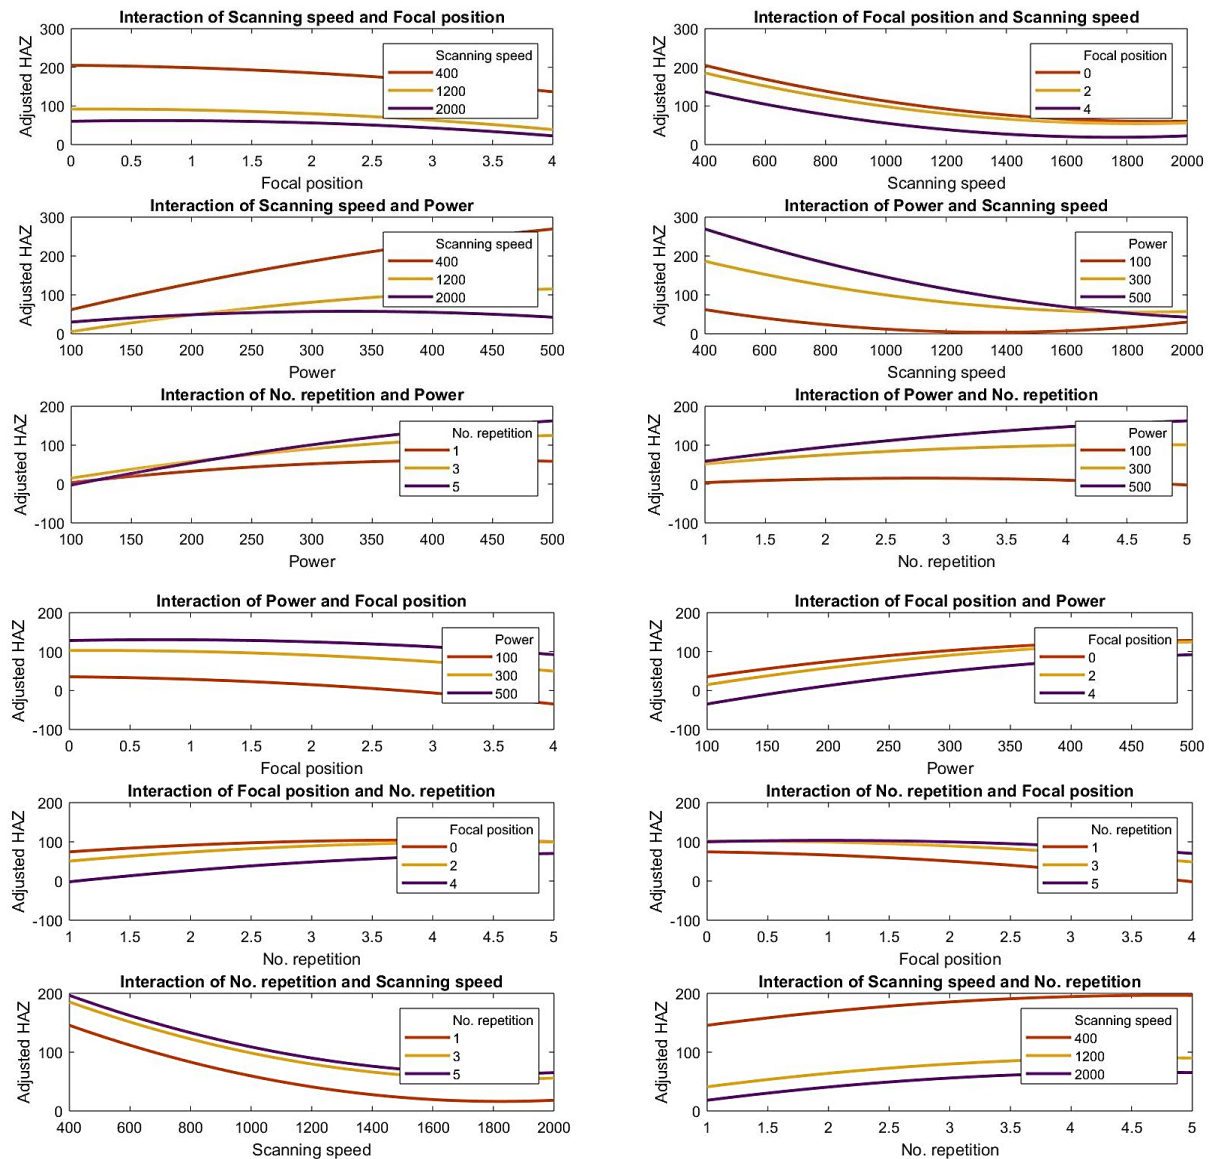 Interaction of Scanning speed and Focal position
Adjusted HAZ
300
200
100
0
0 0.5 1 1.5 2 2.5 3 3.5 4
Focal position
Scanning speed
400
1200
2000
Interaction of Focal position and Scanning speed
Adjusted HAZ
300
200
100
0
400 600 800 1000 1200 1400 1600 1800 2000
Scanning speed
Focal position
0
2
4
Interaction of Scanning speed and Power
Adjusted HAZ
300
200
100
0
100 150 200 250 300 350 400 450 500
Power
Scanning speed
400
1200
2000
Interaction of Power and Scanning speed
Adjusted HAZ
300
200
100
0
400 600 800 1000 1200 1400 1600 1800 2000
Scanning speed
Power
100
300
500
Interaction of No. repetition and Power
Adjusted HAZ
200
100
0
-100
100 150 200 250 300 350 400 450 500
Power
No. repetition
1
3
5
Interaction of Power and No. repetition
Adjusted HAZ
200
100
0
-100
1 1.5 2 2.5 3 3.5 4 4.5 5
No. repetition
Power
100
300
500
Interaction of Power and Focal position
Adjusted HAZ
200
100
0
-100
0 0.5 1 1.5 2 2.5 3 3.5 4
Focal position
Power
100
300
500
Interaction of Focal position and Power
Adjusted HAZ
200
100
0
-100
100 150 200 250 300 350 400 450 500
Power
Focal position
0
2
4
Interaction of Focal position and No. repetition
Adjusted HAZ
200
100
0
-100
1 1.5 2 2.5 3 3.5 4 4.5 5
No. repetition
Focal position
0
2
4
Interaction of No. repetition and Focal position
Adjusted HAZ
200
100
0
-100
0 0.5 1 1.5 2 2.5 3 3.5 4
Focal position
No. repetition
1
3
5
Interaction of No. repetition and Scanning speed
Adjusted HAZ
200
100
0
400 600 800 1000 1200 1400 1600 1800 2000
Scanning speed
No. repetition
1
3
5
Interaction of Scanning speed and No. repetition
Adjusted HAZ
200
100
0
1 1.5 2 2.5 3 3.5 4 4.5 5
No. repetition
Scanning speed
400
1200
2000